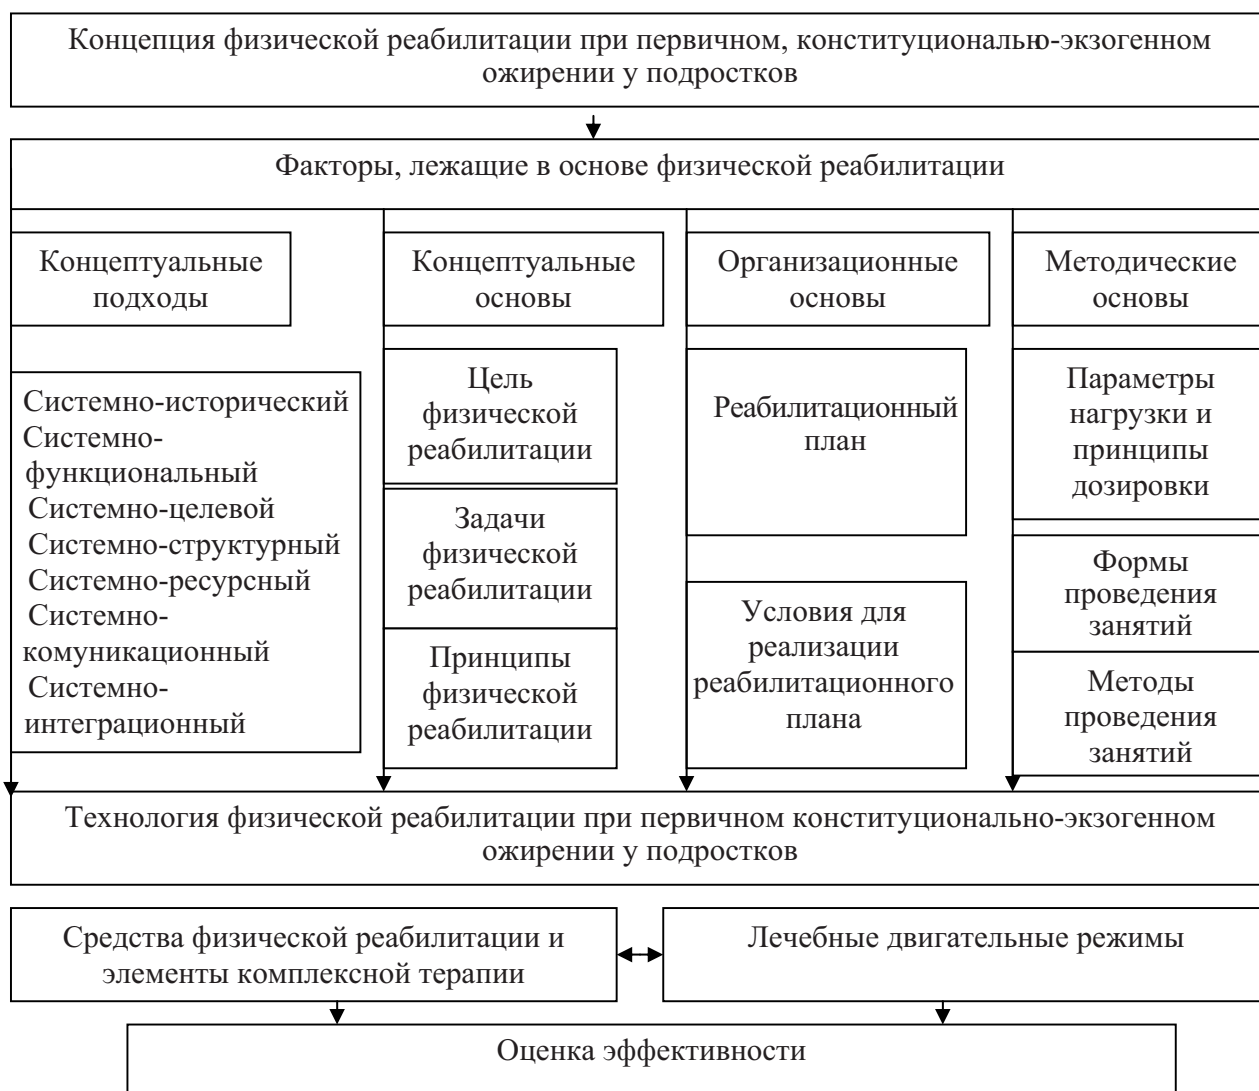 Концепция физической реабилитации при первичном, конституционально-экзогенном
ожирении у подростков
Факторы, лежащие в основе физической реабилитации
Концептуальные
подходы
Системно-исторический
Системно-
функциональный
Системно-целевой
Системно-структурный
Системно-ресурсный
Системно-
комуникационный
Системно-
интеграционный
Концептуальные
основы
Цель
физической
реабилитации
Задачи
физической
реабилитации
Принципы
физической
реабилитации
Организационные
основы
Реабилитационный
план
Условия для
реализации
реабилитационного
плана
Методические
основы
Параметры
нагрузки и
принципы
дозировки
Формы
проведения
занятий
Методы
проведения
занятий
Технология физической реабилитации при первичном конституционально-экзогенном
ожирении у подростков
Средства физической реабилитации и
элементы комплексной терапии
Лечебные двигательные режимы
Оценка эффективности